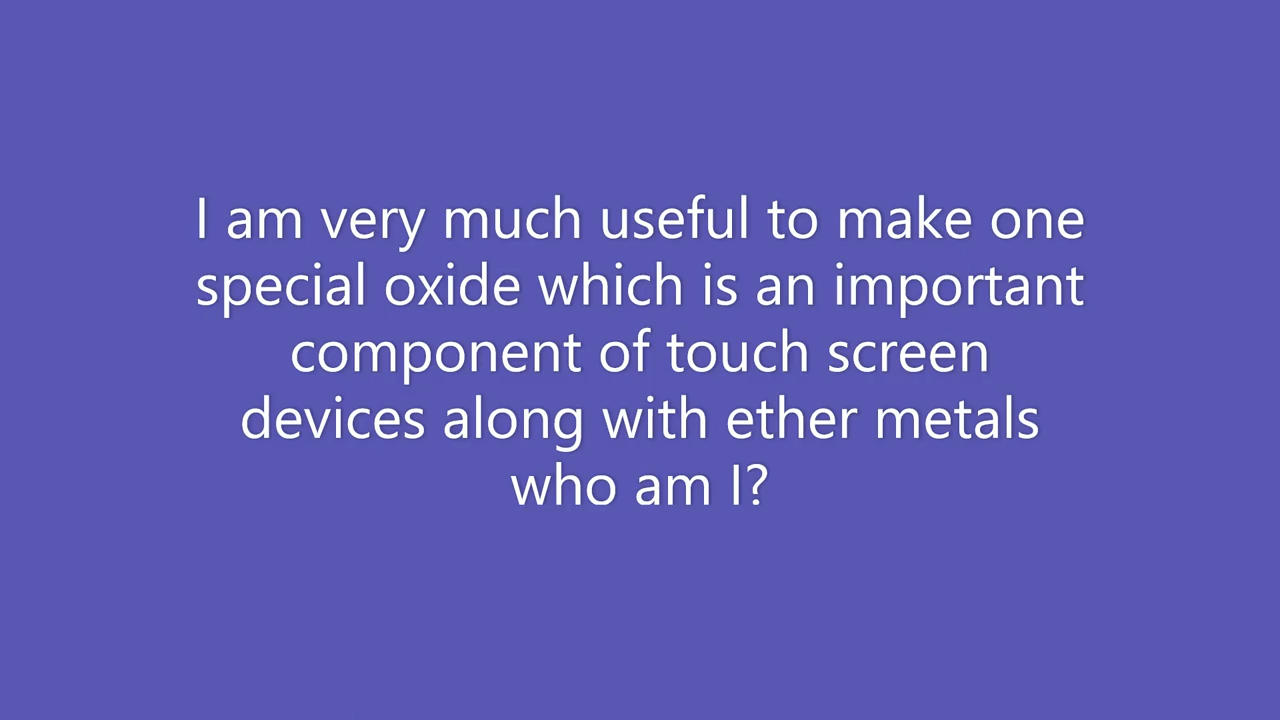 I am very much useful to make one
special oxide which is an important
component of touch screen
devices along with ether metals
who am I?